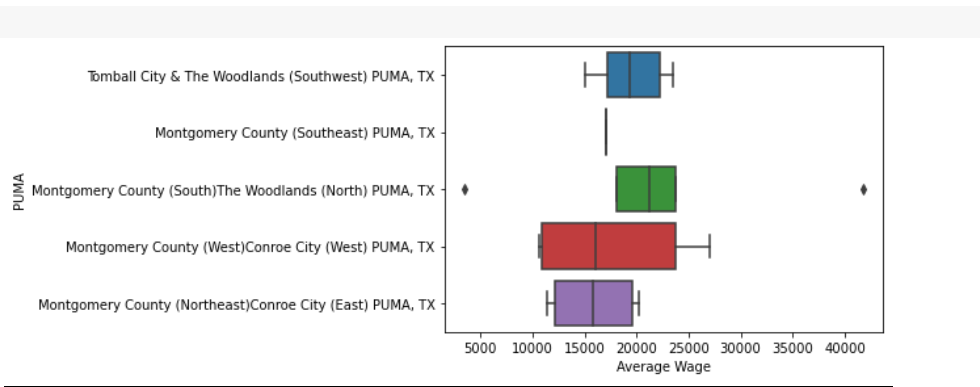 Tomball City & The Woodlands (Southwest) PUMA, TX
Montgomery County (Southeast) PUMA, TX
Montgomery County (South)The Woodlands (North) PUMA, TX
Montgomery County (West)Conroe City (West) PUMA, TX
Montgomery County (Northeast)Conroe City (East) PUMA, TX
PUMA
5000 10000 15000 20000 25000 30000 35000 40000
Average Wage